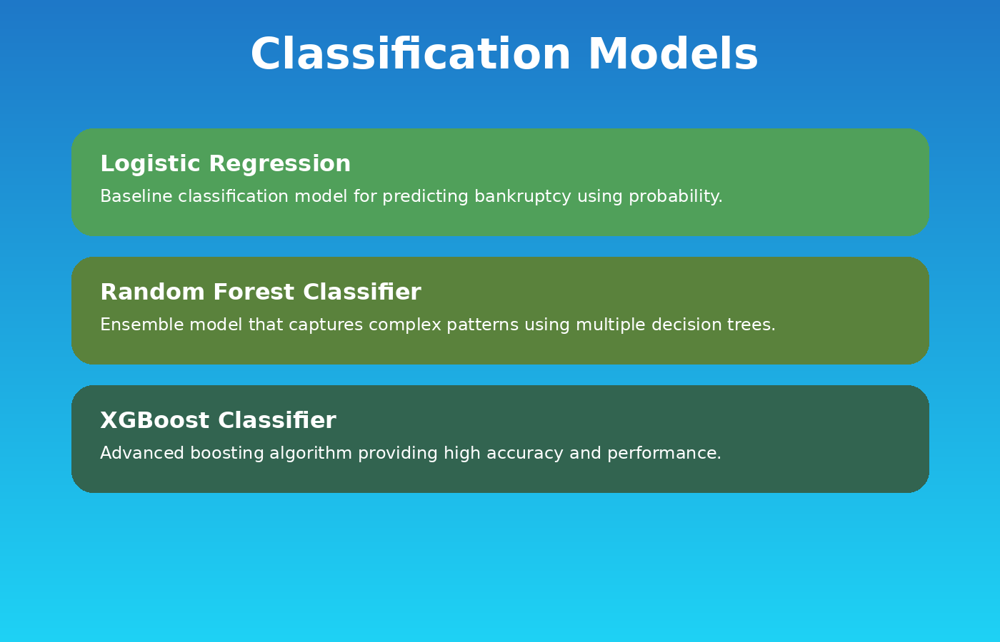 Classification Models
Logistic Regression
Baseline classification model for predicting bankruptcy using probability.
Random Forest Classifier
Ensemble model that captures complex patterns using multiple decision trees.
XGBoost Classifier
Advanced boosting algorithm providing high accuracy and performance.